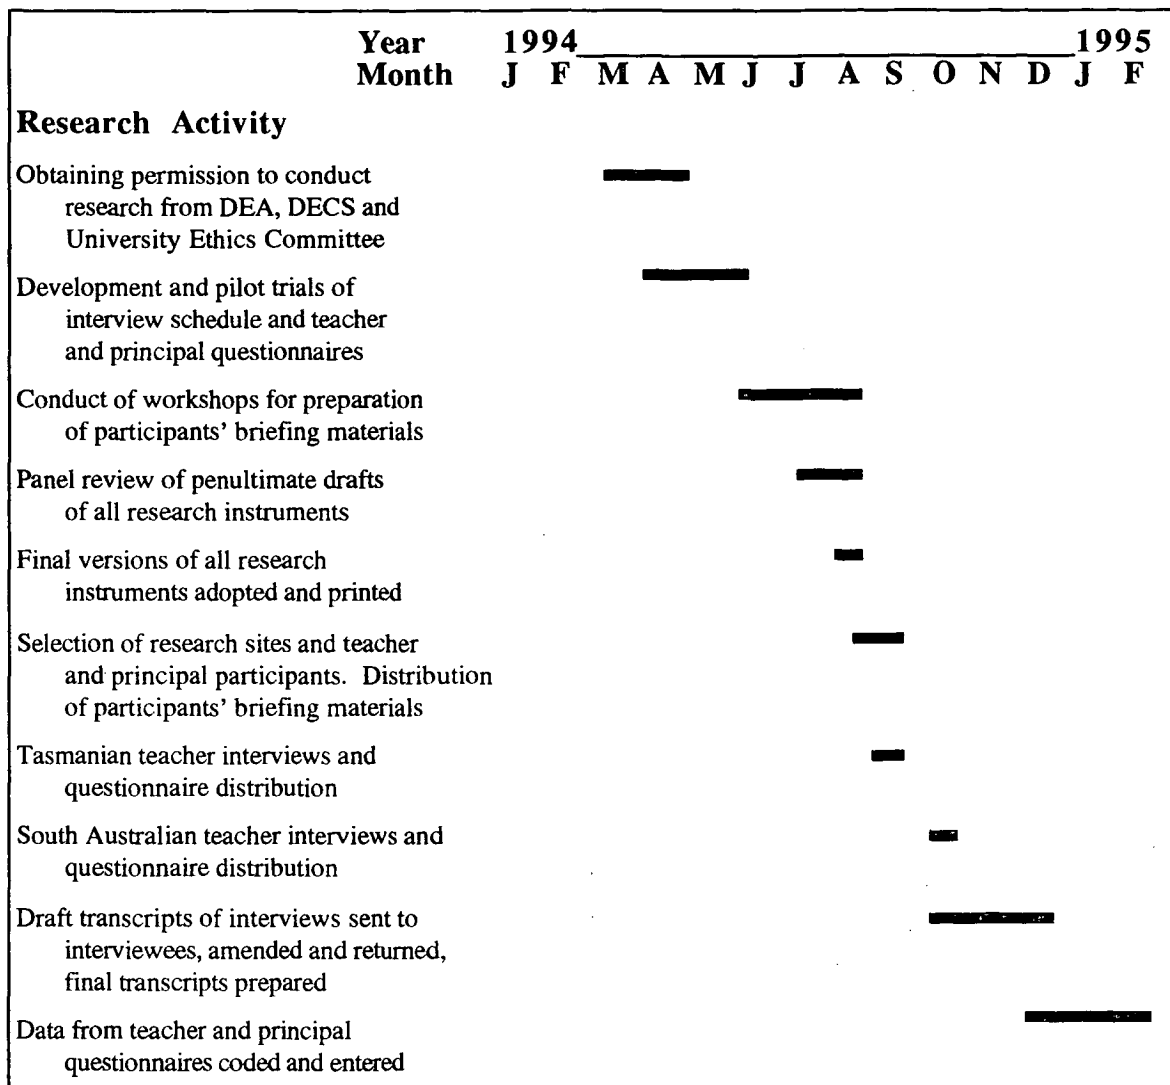 Year 1994 1995
Month J F M A M J J A S O N D J F
Research Activity
Obtaining permission to conduct
research from DEA, DECS and
University Ethics Committee
Development and pilot trials of
interview schedule and teacher
and principal questionnaires
Conduct of workshops for preparation
of participants’ briefing materials
Panel review of penultimate drafts
of all research instruments
Final versions of all research
instruments adopted and printed
Selection of research sites and teacher
and principal participants. Distribution
of participants’ briefing materials
Tasmanian teacher interviews and
questionnaire distribution
South Australian teacher interviews and
questionnaire distribution
Draft transcripts of interviews sent to
interviewees, amended and returned,
final transcripts prepared
Data from teacher and principal
questionnaires coded and entered